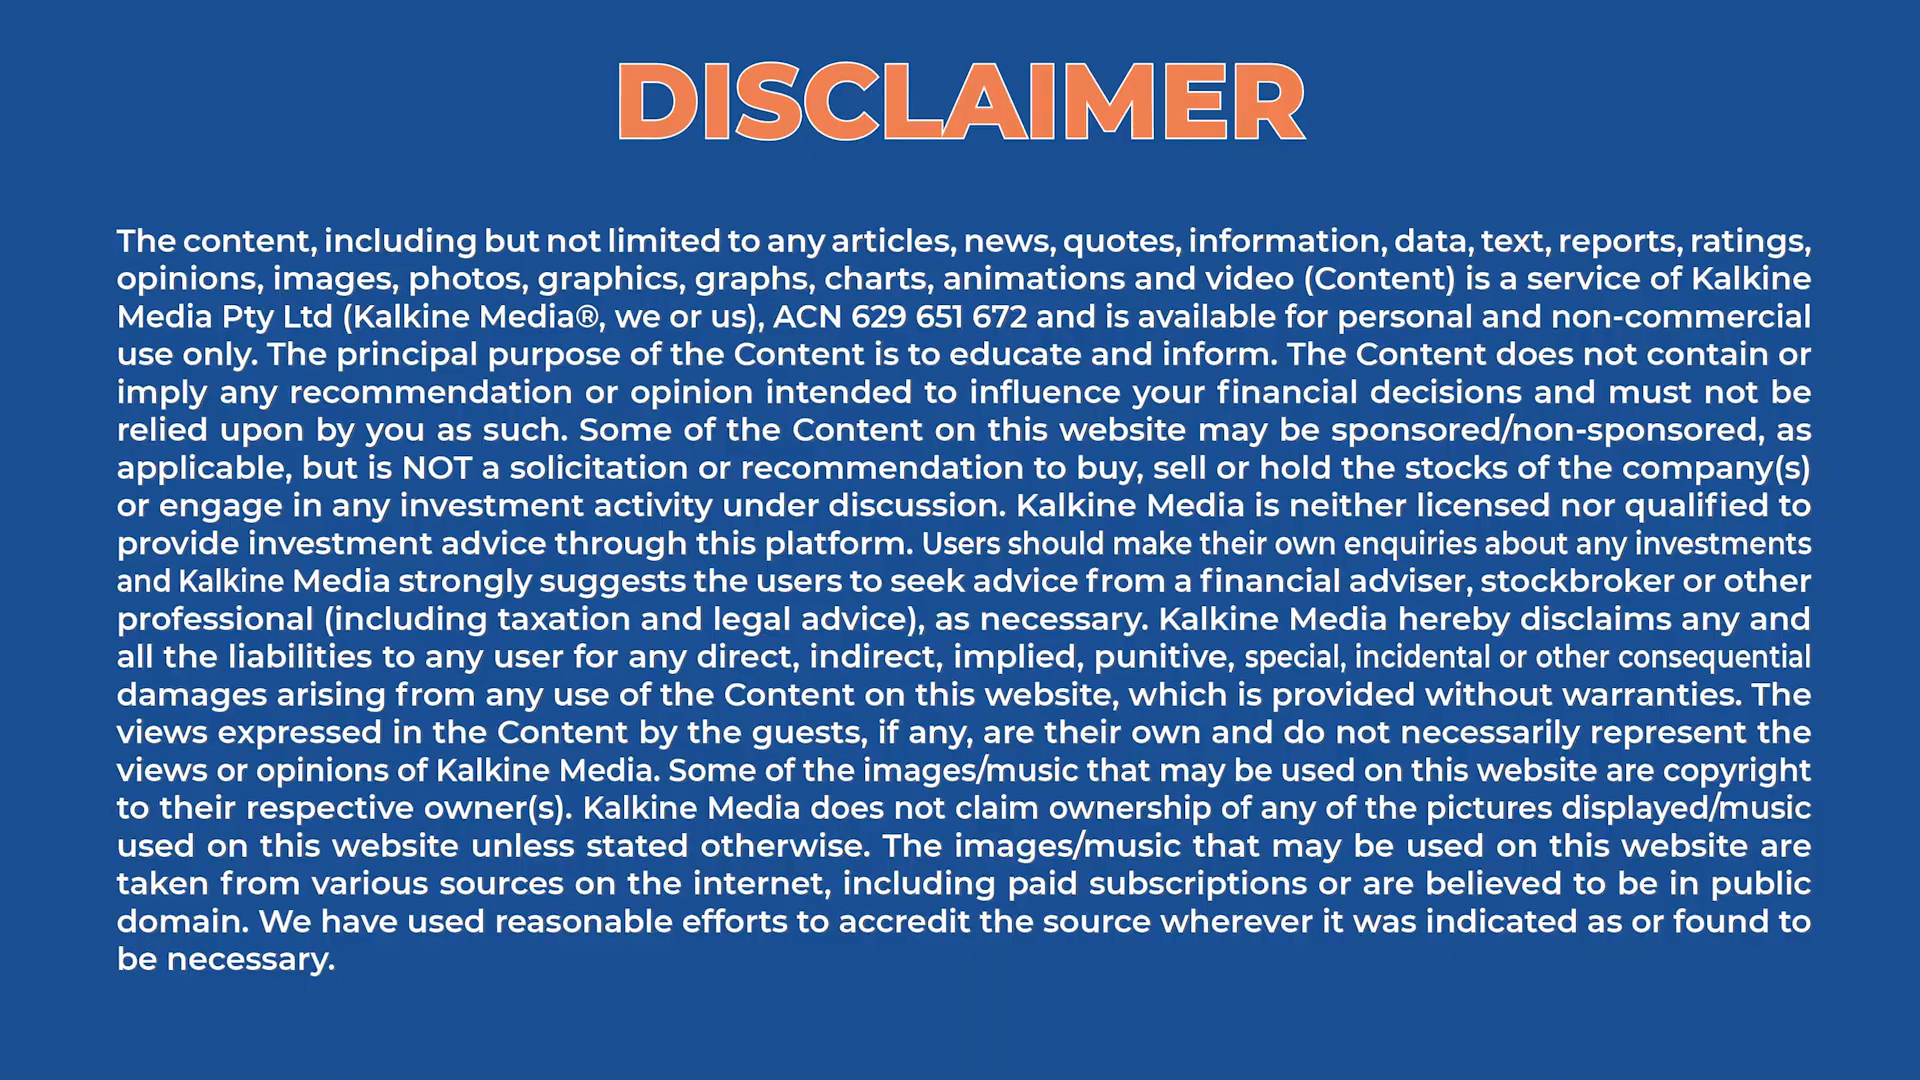 DISCLAIMER
The content, including but not limited to any articles, news, quotes, information, data, text, reports, ratings,
opinions, images, photos, graphics, graphs, charts, animations and video (Content) is a service of Kalkine
Media Pty Ltd (Kalkine Media®, we or us), ACN 629 651 672 and is available for personal and non-commercial
use only. The principal purpose of the Content is to educate and inform. The Content does not contain or
imply any recommendation or opinion intended to influence your financial decisions and must not be
relied upon by you as such. Some of the Content on this website may be sponsored/non-sponsored, as
applicable, but is NOT a solicitation or recommendation to buy, sell or hold the stocks of the company(s)
or engage in any investment activity under discussion. Kalkine Media is neither licensed nor qualified to
provide investment advice through this platform. Users should make their own enquiries about any investments
and Kalkine Media strongly suggests the users to seek advice from a financial adviser, stockbroker or other
professional (including taxation and legal advice), as necessary. Kalkine Media hereby disclaims any and
all the liabilities to any user for any direct, indirect, implied, punitive, special, incidental or other consequential
damages arising from any use of the Content on this website, which is provided without warranties. The
views expressed in the Content by the guests, if any, are their own and do not necessarily represent the
views or opinions of Kalkine Media. Some of the images/music that may be used on this website are copyright
to their respective owner(s). Kalkine Media does not claim ownership of any of the pictures displayed/music
used on this website unless stated otherwise. The images/music that may be used on this website are
taken from various sources on the internet, including paid subscriptions or are believed to be in public
domain. We have used reasonable efforts to accredit the source wherever it was indicated as or found to
be necessary.